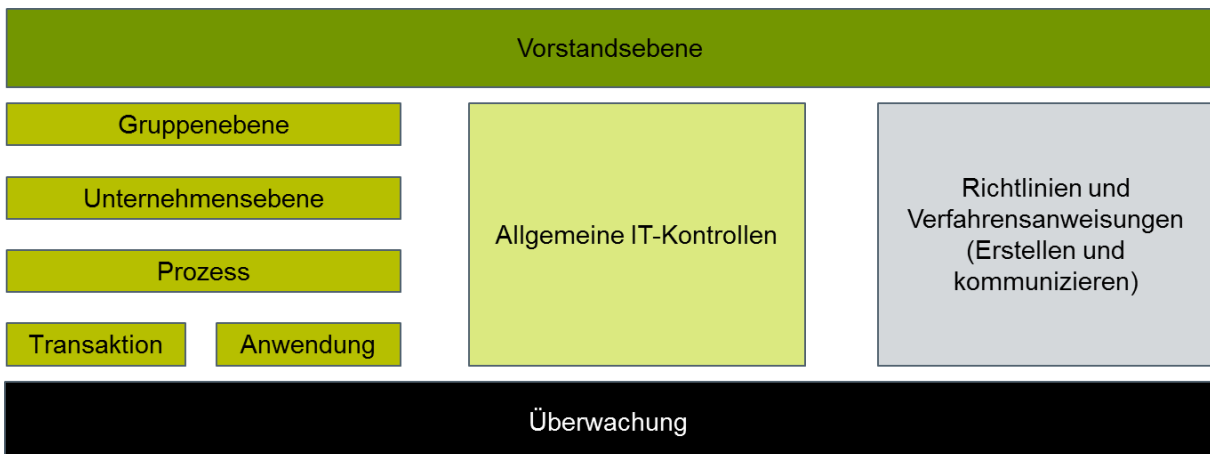 Vorstandsebene
Gruppenebene
Unternehmensebene
Prozess
Transaktion
Anwendung
Allgemeine IT-Kontrollen
Richtlinien und
Verfahrensanweisungen
(Erstellen und
kommunizieren)
Überwachung